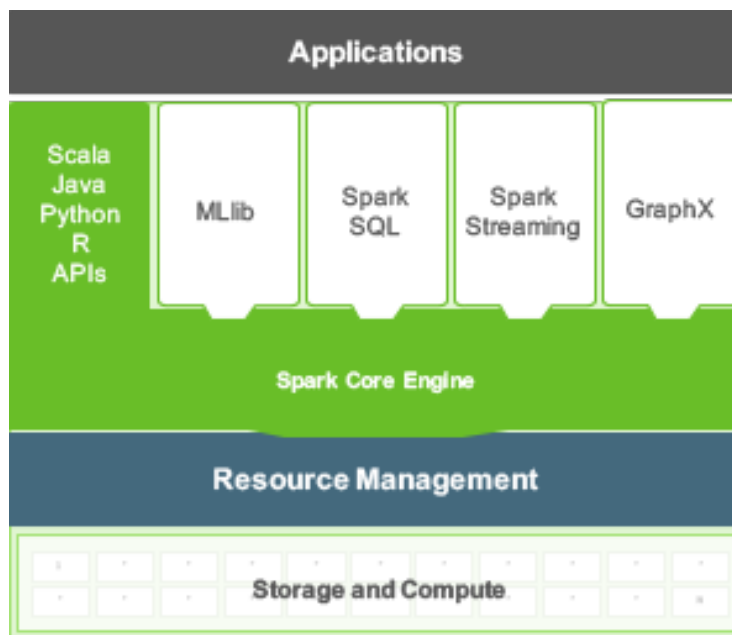 Applications
Scala
Java
Python
R
APIs
MLlib
Spark
SQL
Spark
Streaming
GraphX
Spark Core Engine
Resource Management
Storage and Compute